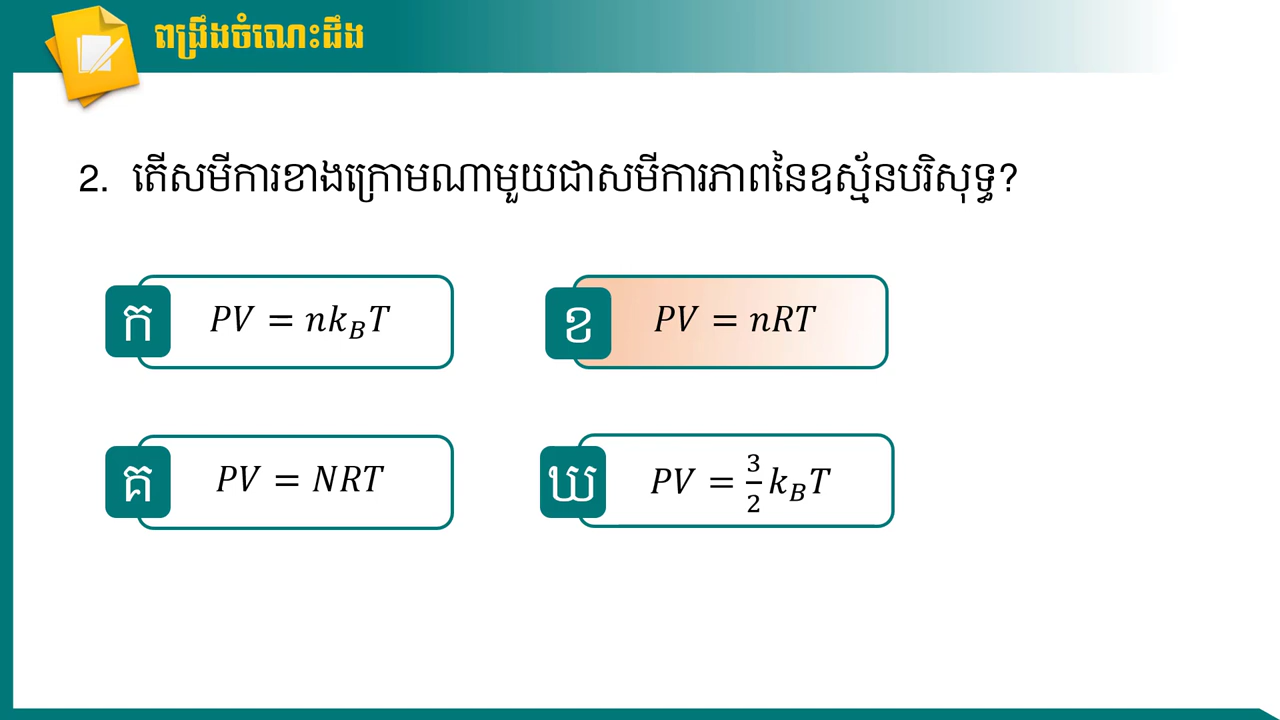 ពង្រឹងចំណេះដឹង
2. តើសមីការខាងក្រោមណាមួយជាសមីការភាពនៃឧស្ម័នបរិសុទ្ធ?
ក PV = nk_BT
ខ PV = nRT
គ PV = NRT
ឃ PV = \frac{3}{2} k_BT